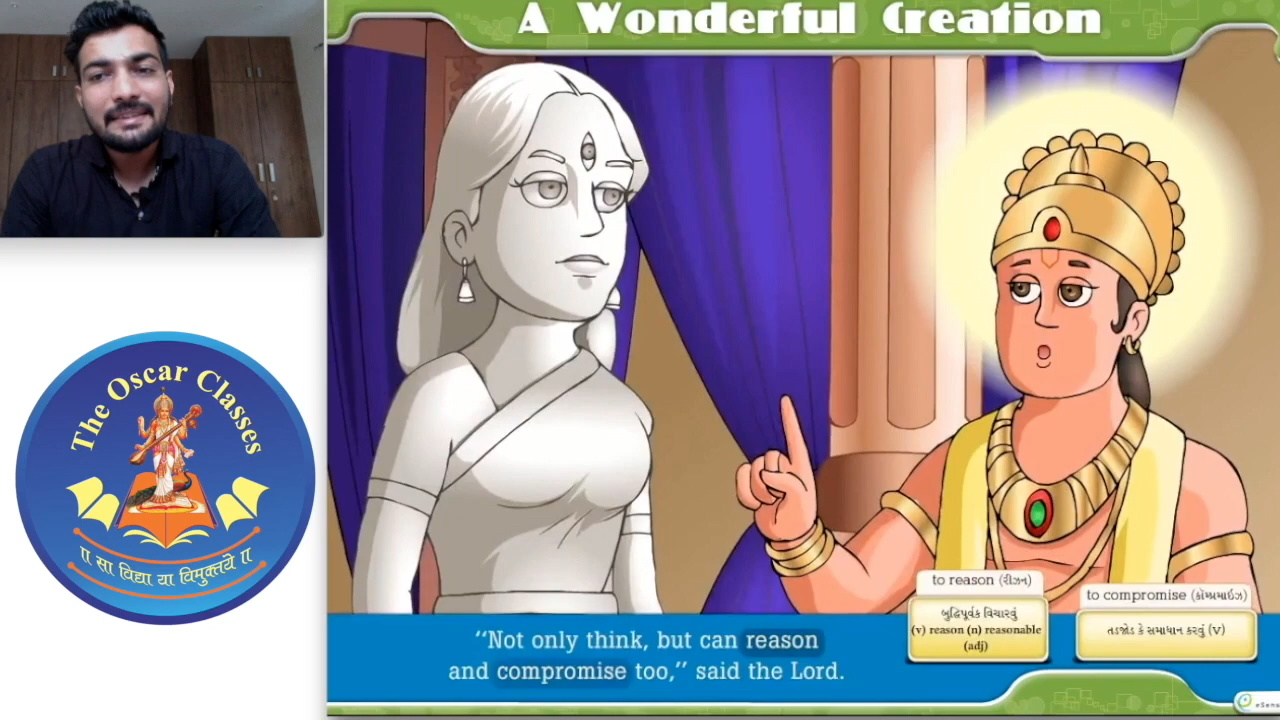 A Wonderful Creation
The Oscar Classes
॥ सा विद्या या विमुक्तये ॥
to reason (રીઝન)
બુદ્ધિપૂર્વક વિચારવું
(v) reason (n) reasonable
(adj)
to compromise (કોમ્પ્રમાઇઝ)
તડજોડ કે સમાધાન કરવું (V)
“Not only think, but can reason
and compromise too,” said the Lord.